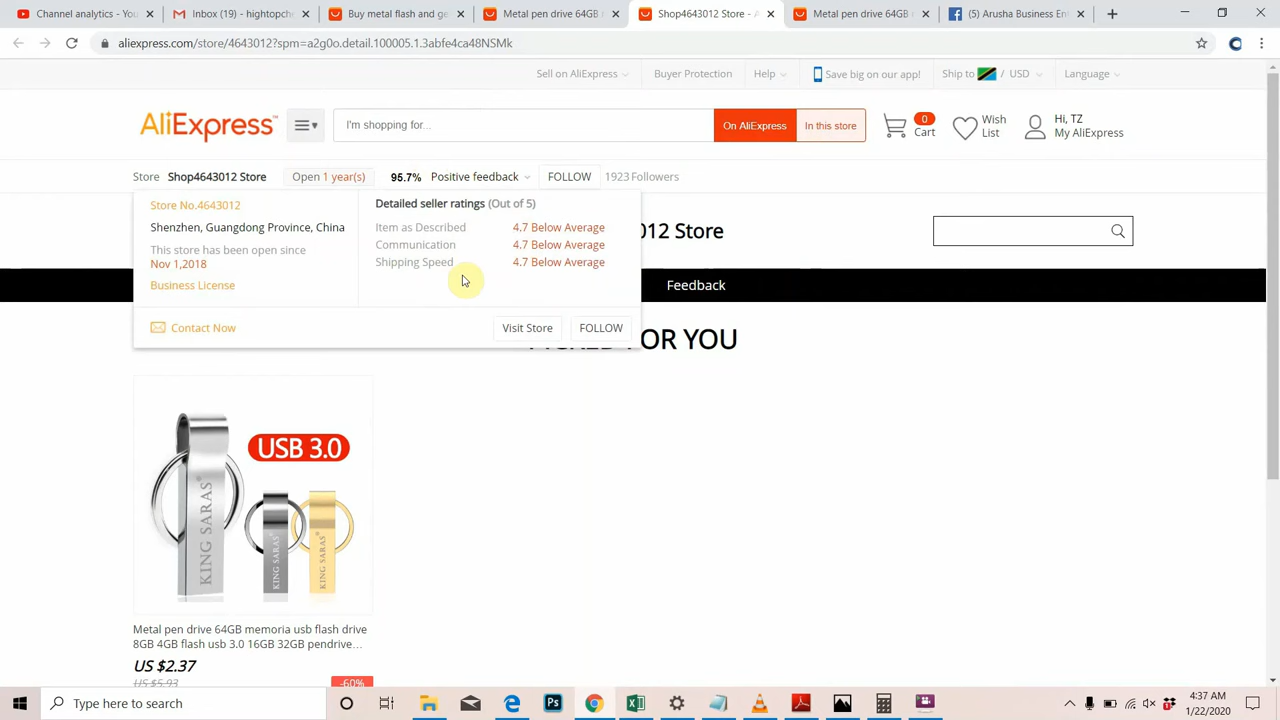 Channel analytics - You
Inbox (19) - hightopch
Buy metal flash and ge
Metal pen drive 64GB
Shop4643012 Store - A
Metal pen drive 64GB
(5) Arusha Business En
aliexpress.com/store/4643012?spm=a2g0o.detail.100005.1.3abfe4ca48NSMk
Sell on AliExpress
Buyer Protection
Help
Save big on our app!
Ship to / USD
Language
AliExpress™
I'm shopping for...
On AliExpress
In this store
0
Cart
Wish
List
Hi, TZ
My AliExpress
Store Shop4643012 Store
Open 1 year(s)
95.7% Positive feedback
FOLLOW
1923 Followers
Store No.4643012
Shenzhen, Guangdong Province, China
This store has been open since
Nov 1,2018
Business License
Detailed seller ratings (Out of 5)
Item as Described 4.7 Below Average
Communication 4.7 Below Average
Shipping Speed 4.7 Below Average
Contact Now
Visit Store
FOLLOW
12 Store
Feedback
FOR YOU
USB 3.0
KING SARAS
KING SARAS
KING SARAS
Metal pen drive 64GB memoria usb flash drive
8GB 4GB flash usb 3.0 16GB 32GB pendrive...
US $2.37
US $5.93
-60%
Type here to search
4:37 AM
1/22/2020